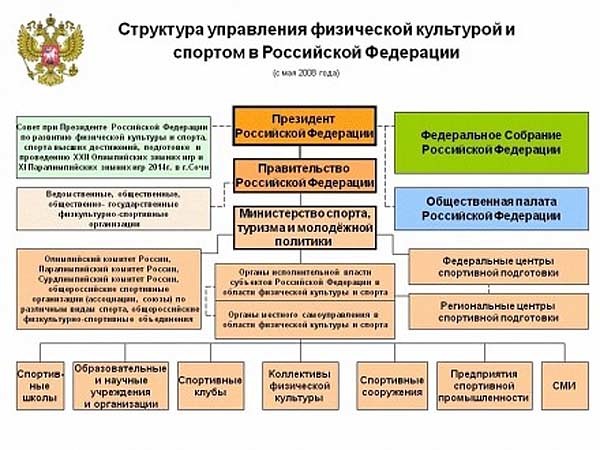 Структура управления физической культурой и
спортом в Российской Федерации
(с мая 2008 года)
Совет при Президенте Российской Федерации
по развитию физической культуры и спорта,
спорта высших достижений, подготовке и
проведению XXII Олимпийских зимних игр и
XI Паралимпийских зимних игр 2014г. в г.Сочи
Президент
Российской Федерации
Федеральное Собрание
Российской Федерации
Правительство
Российской Федерации
Ведомственные, общественные,
общественно- государственные
физкультурно-спортивные
организации
Общественная палата
Российской Федерации
Министерство спорта,
туризма и молодёжной
политики
Олимпийский комитет России,
Паралимпийский комитет России,
Сурдлимпийский комитет России,
общероссийские спортивные
организации (ассоциации, союзы) по
различным видам спорта, общероссийские
физкультурно-спортивные объединения
Органы исполнительной власти
субъектов Российской Федерации в
области физической культуры и спорта
Органы местного самоуправления в
области физической культуры и спорта
Федеральные центры
спортивной подготовки
Региональные центры
спортивной подготовки
Спортив-
ные
школы
Образовательные
и научные
учреждения
и организации
Спортивные
клубы
Коллективы
физической
культуры
Спортивные
сооружения
Предприятия
спортивной
промышленности
СМИ